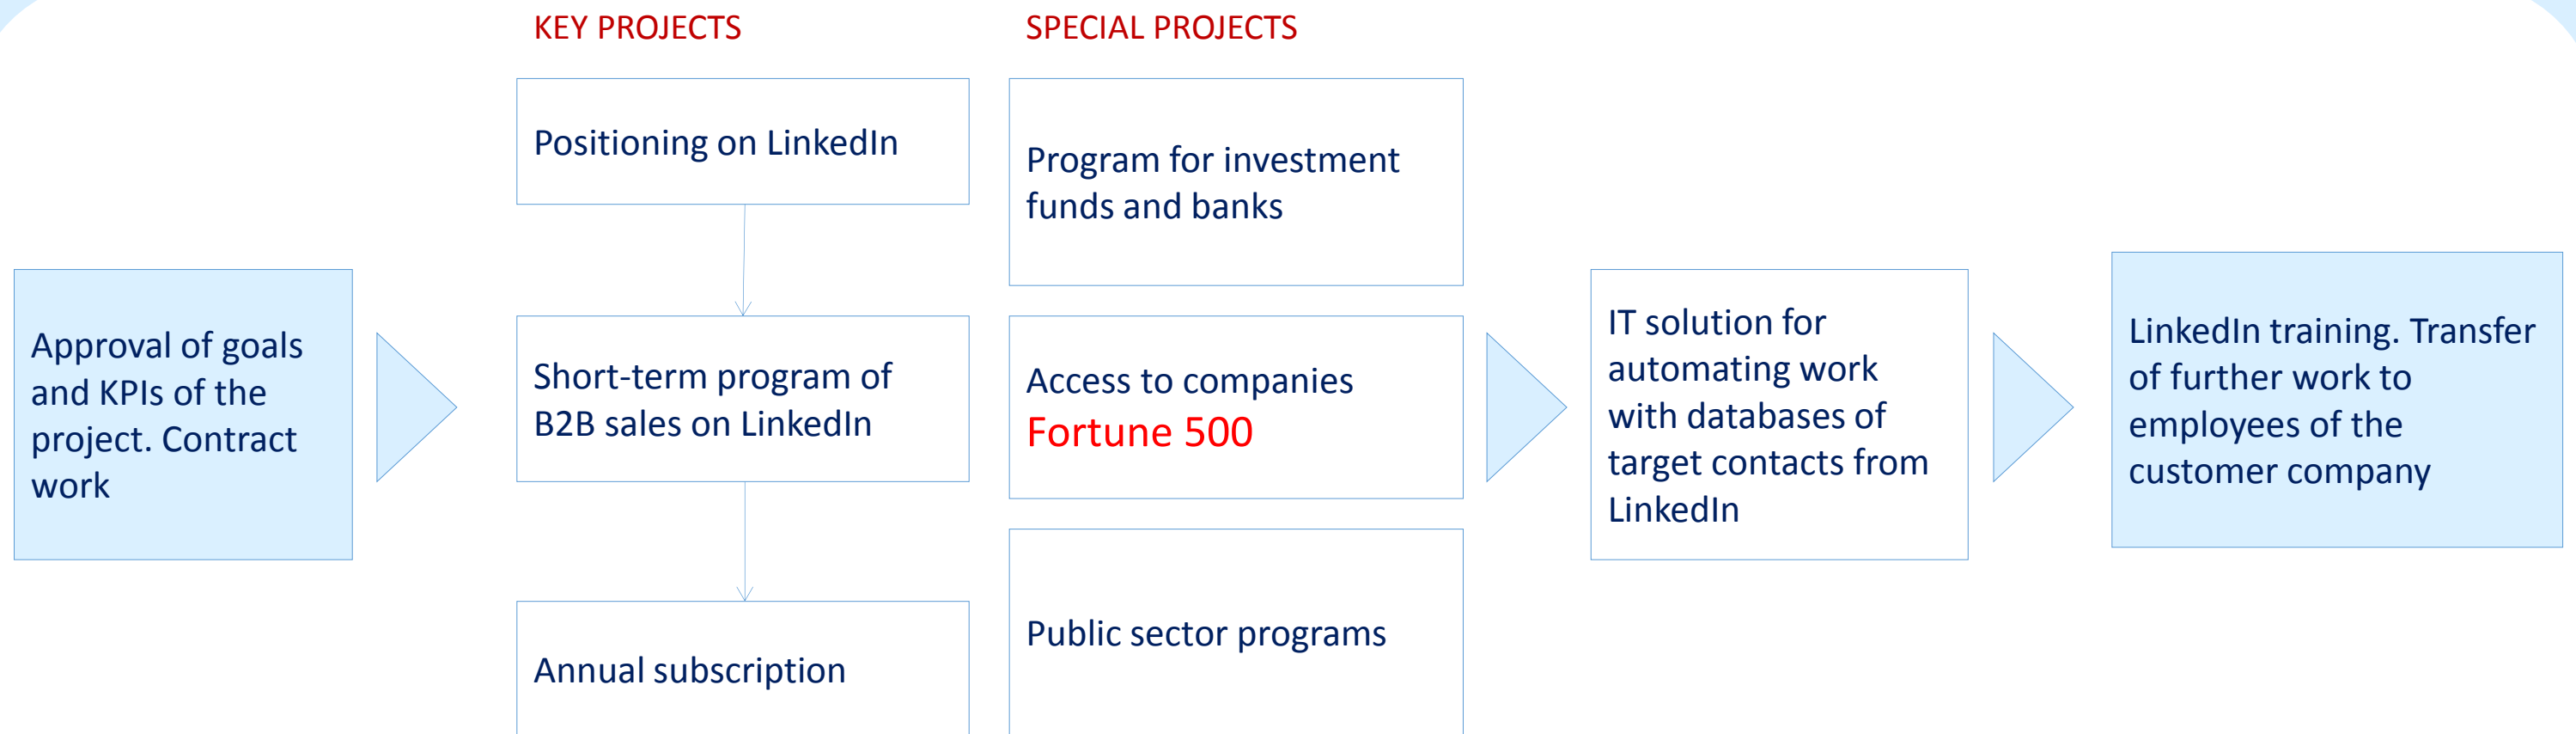 KEY PROJECTS
SPECIAL PROJECTS
Approval of goals
and KPIs of the
project. Contract
work
Positioning on LinkedIn
Short-term program of
B2B sales on LinkedIn
Annual subscription
Program for investment
funds and banks
Access to companies
Fortune 500
Public sector programs
IT solution for
automating work
with databases of
target contacts from
LinkedIn
LinkedIn training. Transfer
of further work to
employees of the
customer company